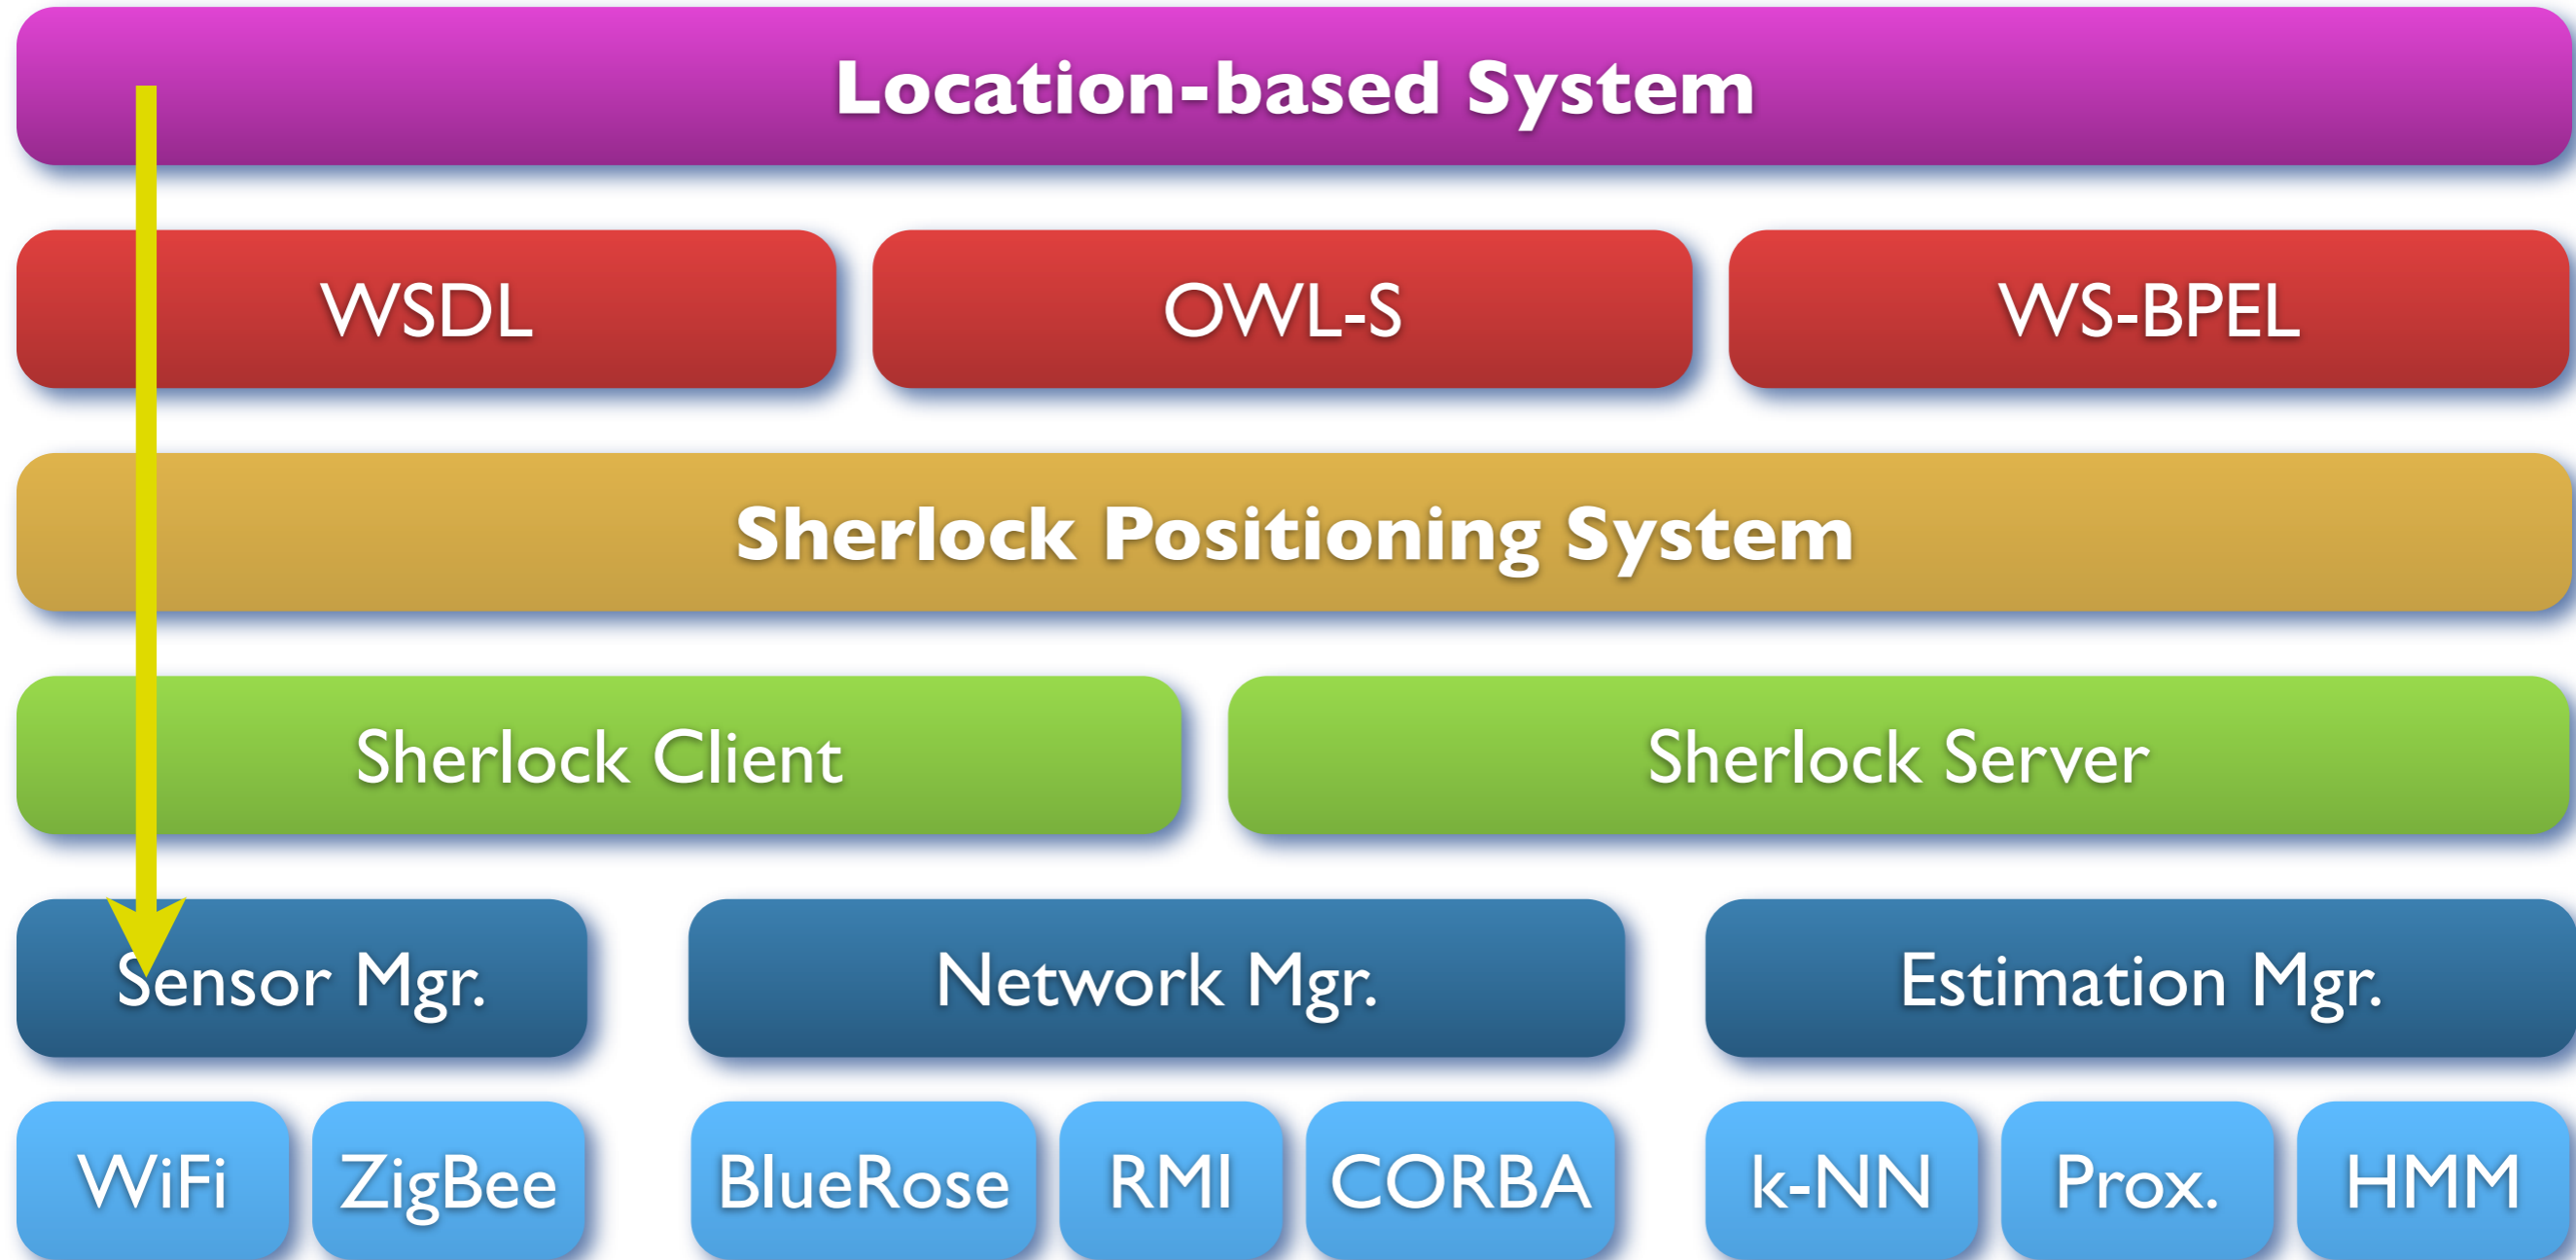 Location-based System
WSDL
OWL-S
WS-BPEL
Sherlock Positioning System
Sherlock Client
Sherlock Server
Sensor Mgr.
Network Mgr.
Estimation Mgr.
WiFi
ZigBee
BlueRose
RMI
CORBA
k-NN
Prox.
HMM